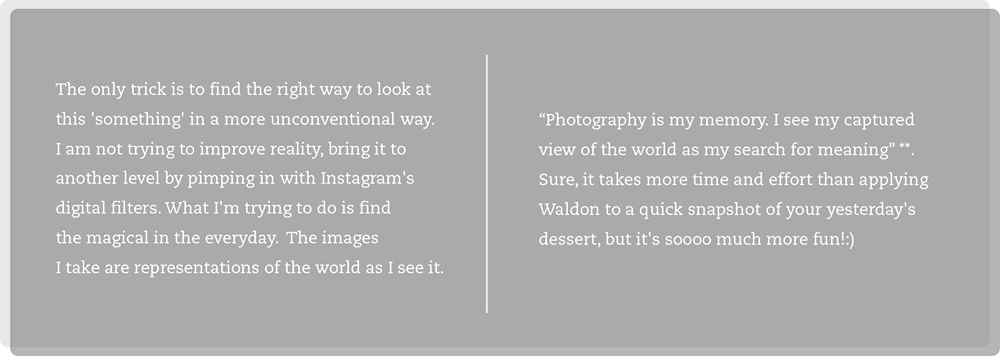 The only trick is to find the right way to look at
this 'something' in a more unconventional way.
I am not trying to improve reality, bring it to
another level by pimping in with Instagram's
digital filters. What I'm trying to do is find
the magical in the everyday.  The images
I take are representations of the world as I see it.
“Photography is my memory. I see my captured
view of the world as my search for meaning” **.
Sure, it takes more time and effort than applying
Waldon to a quick snapshot of your yesterday's
dessert, but it's soooo much more fun!:)